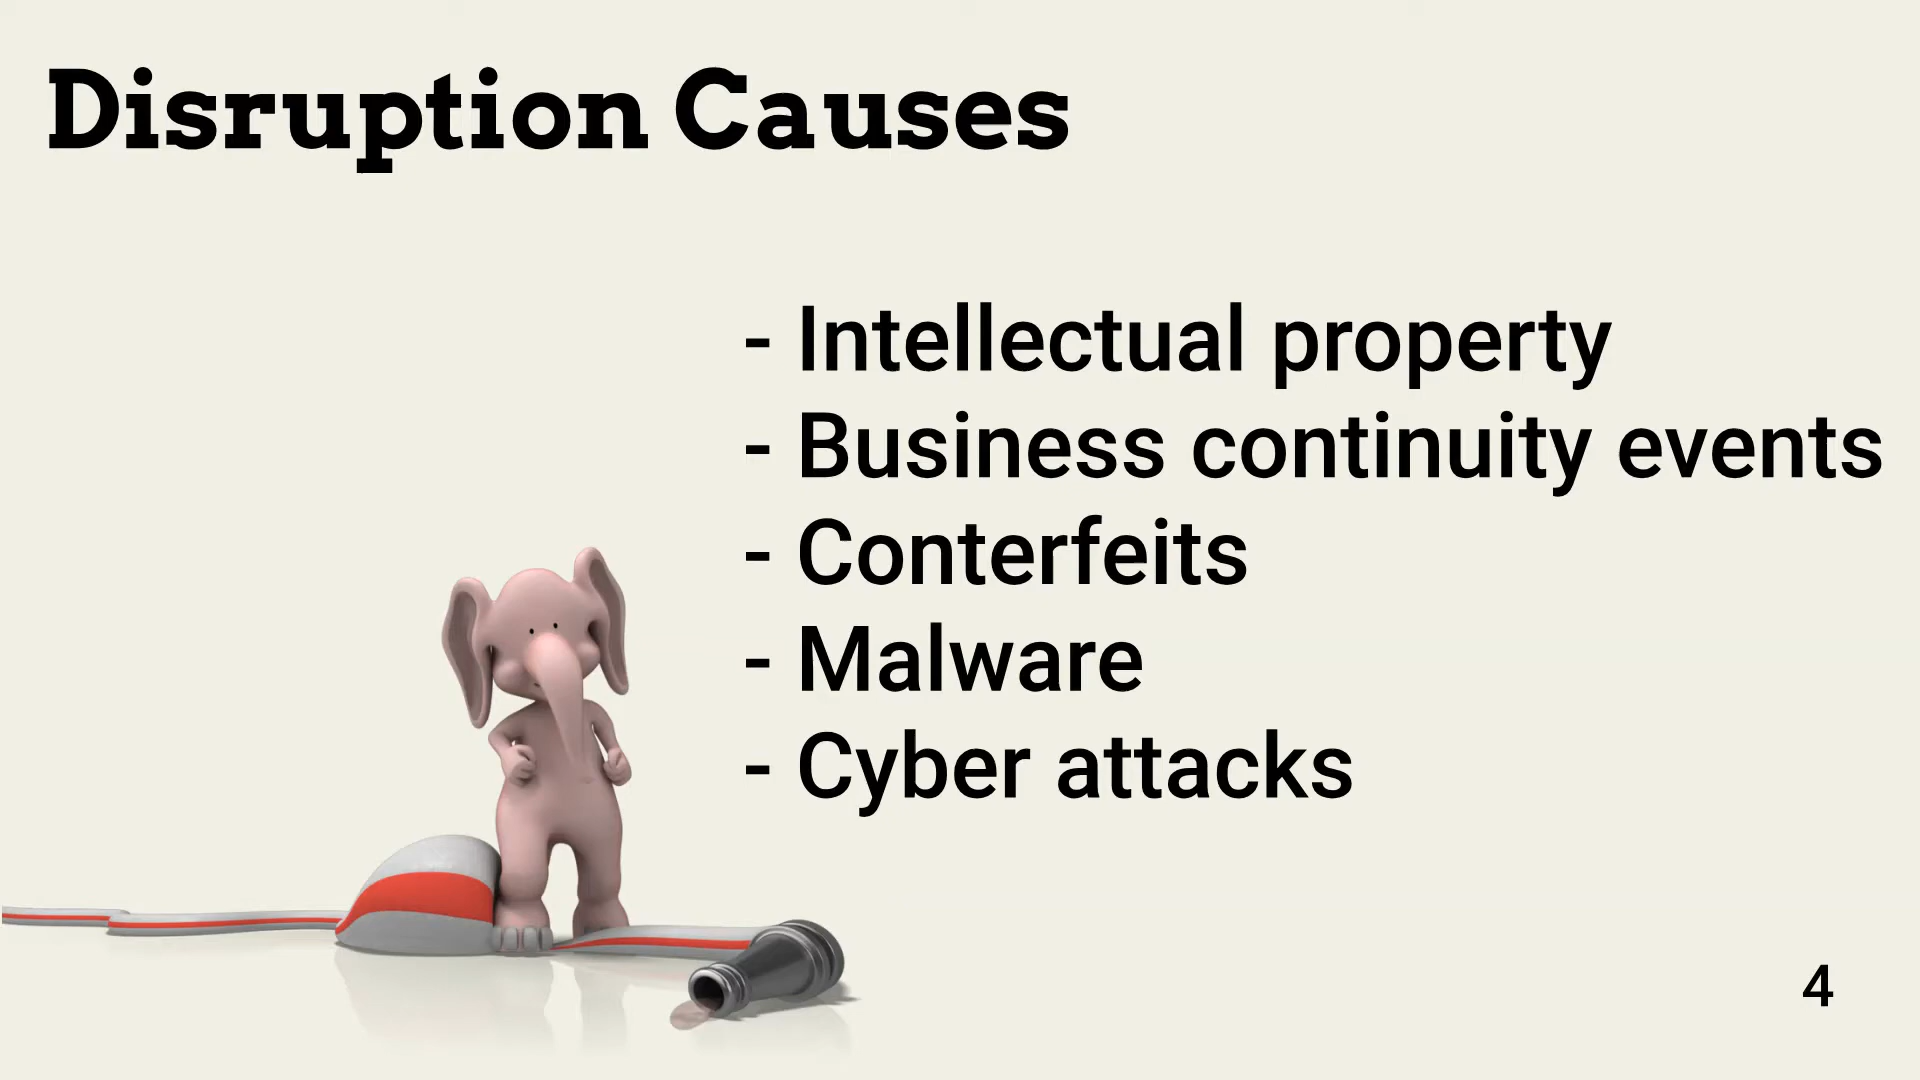 Disruption Causes
- Intellectual property
- Business continuity events
- Conterfeits
- Malware
- Cyber attacks
4